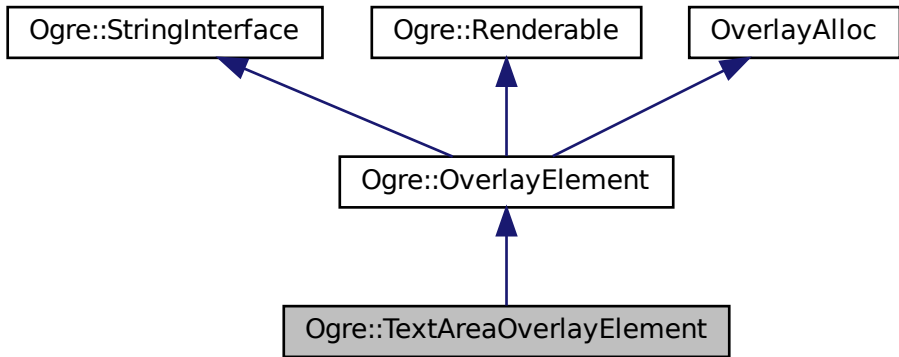 Ogre::StringInterface
Ogre::Renderable
OverlayAlloc
Ogre::OverlayElement
Ogre::TextAreaOverlayElement